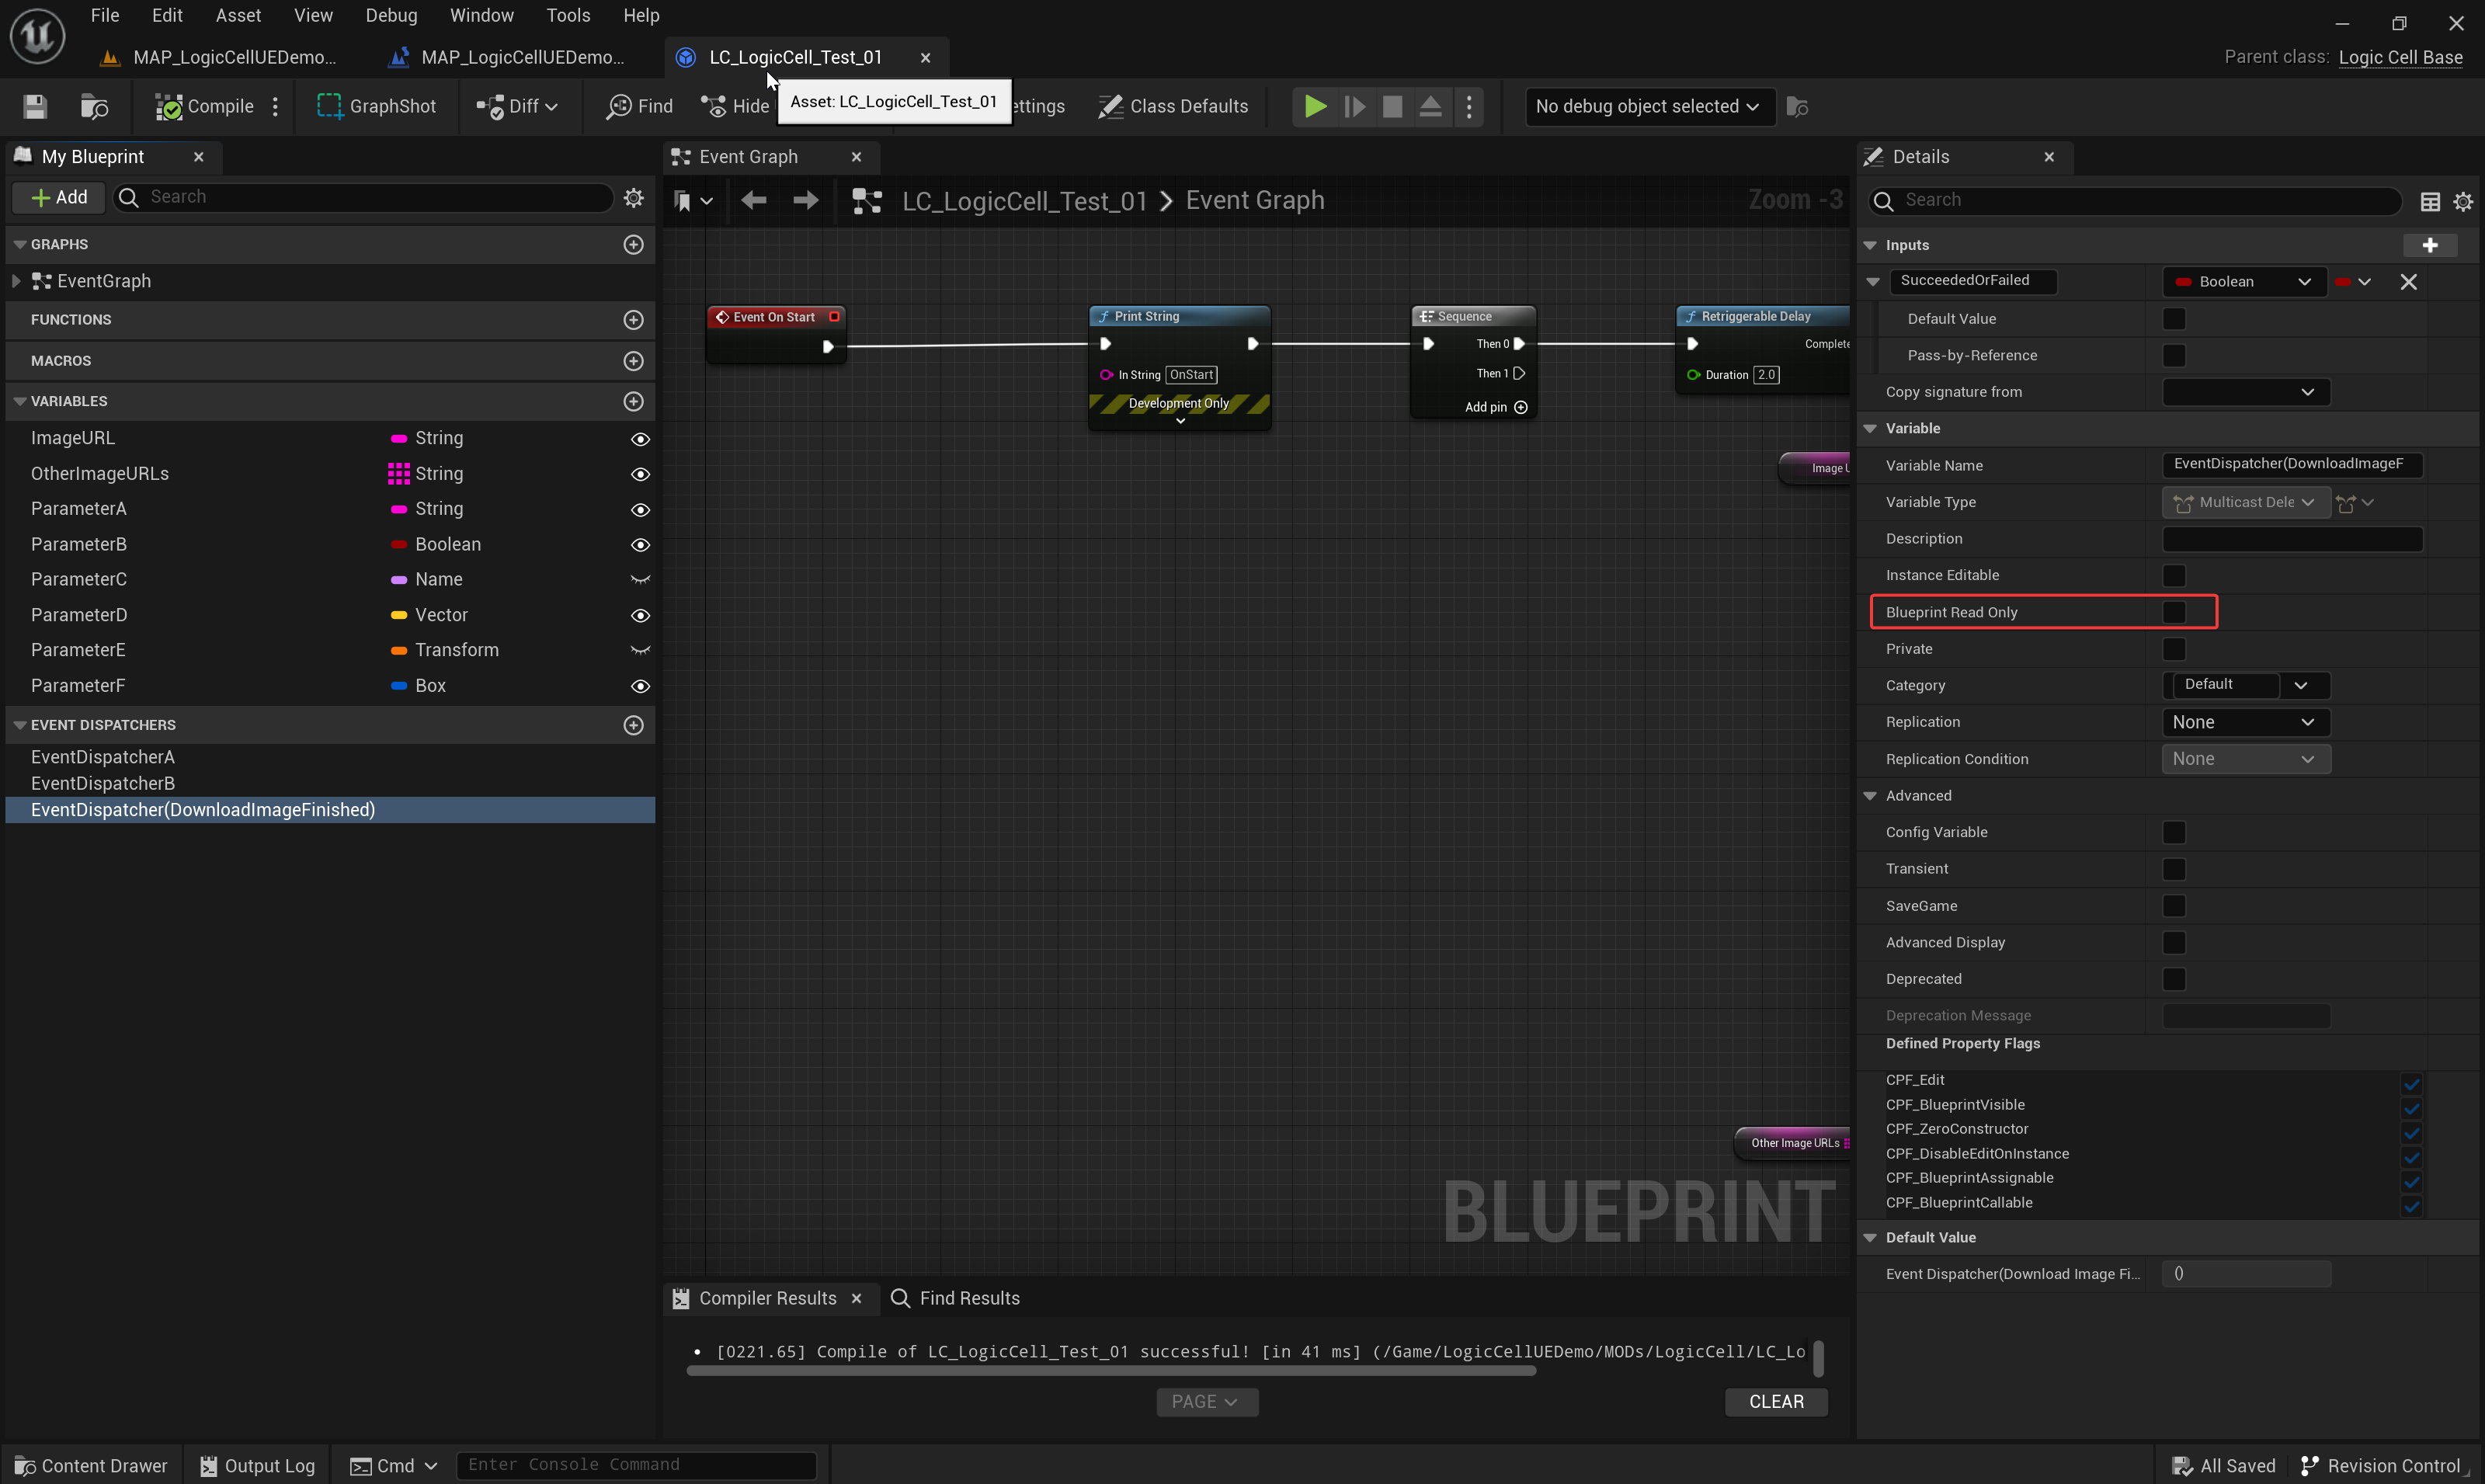 File Edit Asset View Debug Window Tools Help
MAP_LogicCellUEDemo... MAP_LogicCellUEDemo... LC_LogicCell_Test_01 Parent class: Logic Cell Base
Compile GraphShot Diff Find Hide ettings Class Defaults No debug object selected
Asset: LC_LogicCell_Test_01
My Blueprint
Add Search
GRAPHS
EventGraph
FUNCTIONS
MACROS
VARIABLES
ImageURL String
OtherImageURLs String
ParameterA String
ParameterB Boolean
ParameterC Name
ParameterD Vector
ParameterE Transform
ParameterF Box
EVENT DISPATCHERS
EventDispatcherA
EventDispatcherB
EventDispatcher(DownloadImageFinished)
Event Graph
LC_LogicCell_Test_01 > Event Graph Zoom -3
Event On Start
Print String
In String OnStart
Development Only
Sequence
Then 0
Then 1
Add pin
Retriggerable Delay
Complete
Duration 2.0
Image U
Other Image URLs
BLUEPRINT
Compiler Results Find Results
[0221.65] Compile of LC_LogicCell_Test_01 successful! [in 41 ms] (/Game/LogicCellUEDemo/MODs/LogicCell/LC_Lo
PAGE CLEAR
Details
Search
Inputs
SucceededOrFailed Boolean
Default Value
Pass-by-Reference
Copy signature from
Variable
Variable Name EventDispatcher(DownloadImageF
Variable Type Multicast Dele
Description
Instance Editable
Blueprint Read Only
Private
Category Default
Replication None
Replication Condition None
Advanced
Config Variable
Transient
SaveGame
Advanced Display
Deprecated
Deprecation Message
Defined Property Flags
CPF_Edit
CPF_BlueprintVisible
CPF_ZeroConstructor
CPF_DisableEditOnInstance
CPF_BlueprintAssignable
CPF_BlueprintCallable
Default Value
Event Dispatcher(Download Image Fi... ()
Content Drawer Output Log Cmd Enter Console Command All Saved Revision Control